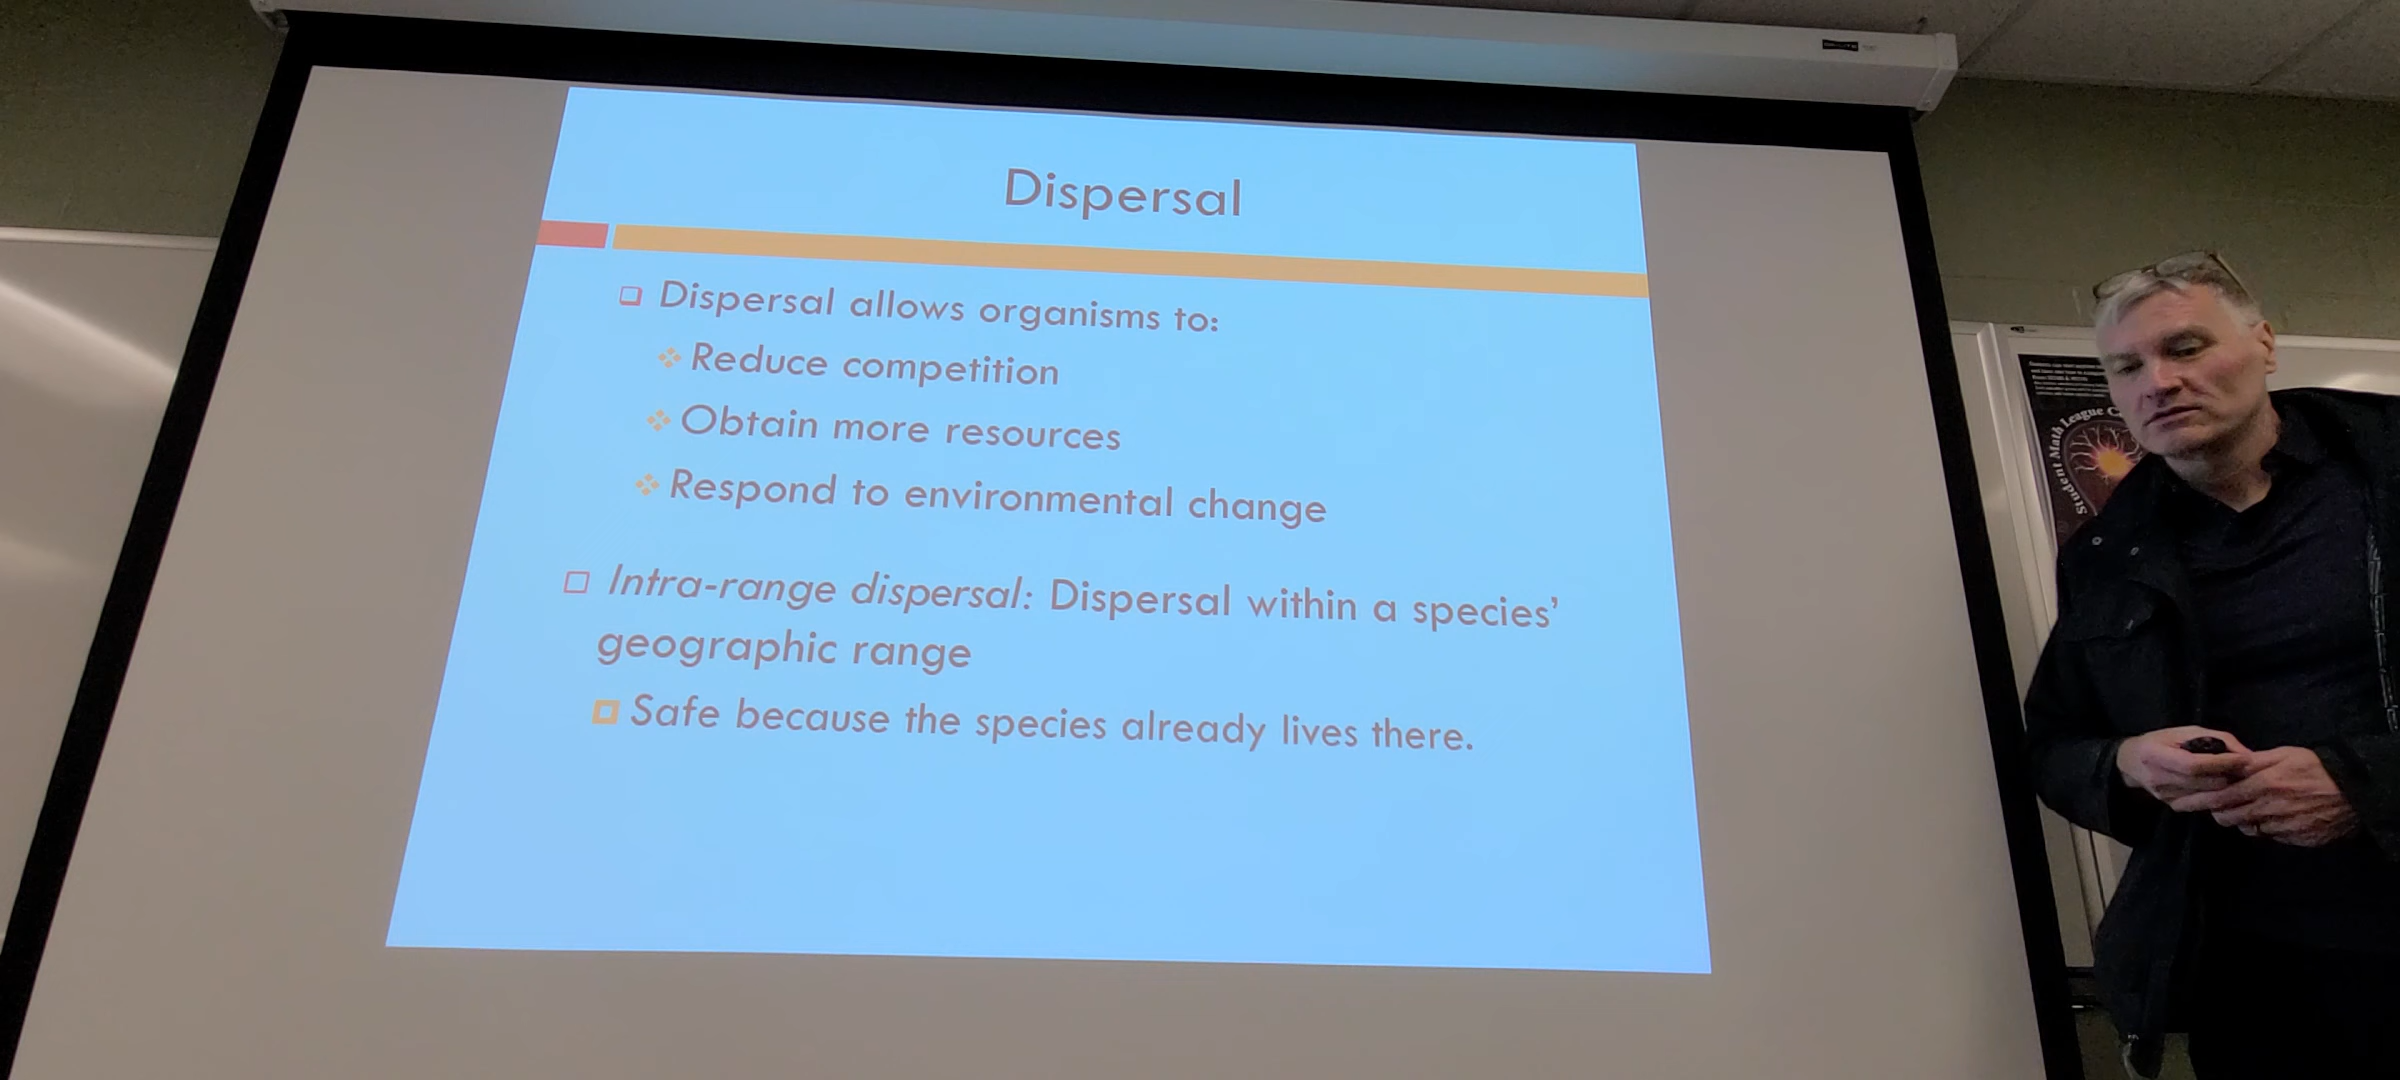 Dispersal
Dispersal allows organisms to:
Reduce competition
Obtain more resources
Respond to environmental change
Intra-range dispersal: Dispersal within a species’
geographic range
Safe because the species already lives there.
Student Math League